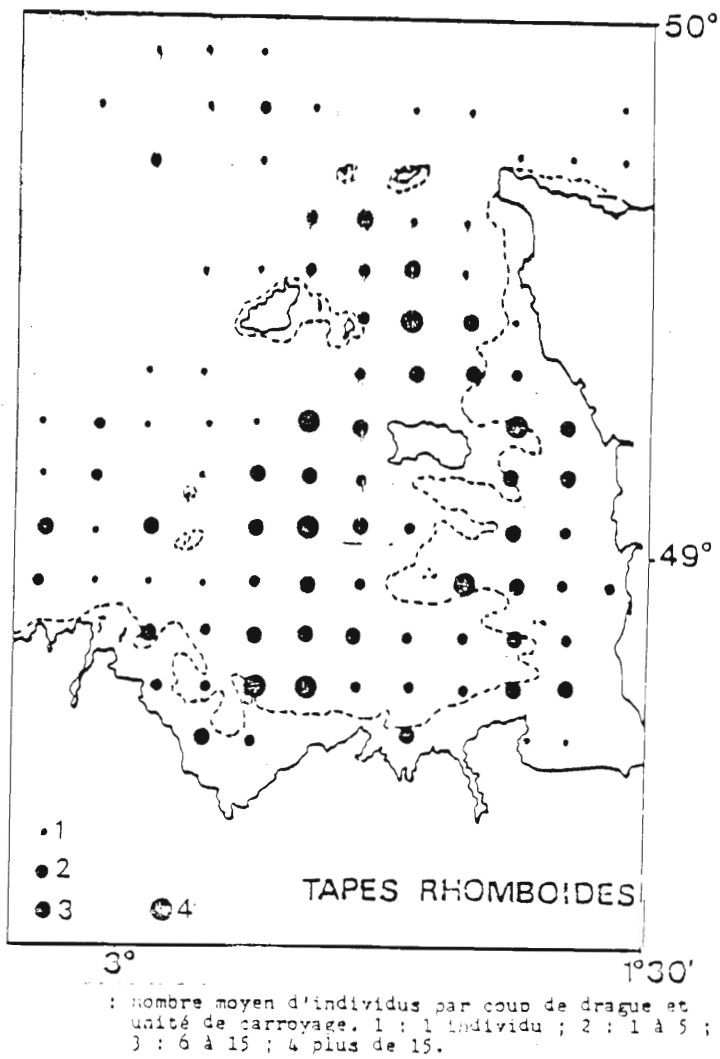 50°
49°
1
2
3 4
TAPES RHOMBOIDES
3° 1°30'
: Nombre moyen d'individus par coup de drague et
unité de carroyage. 1 : 1 individu ; 2 : 1 à 5 ;
3 : 6 à 15 ; 4 plus de 15.